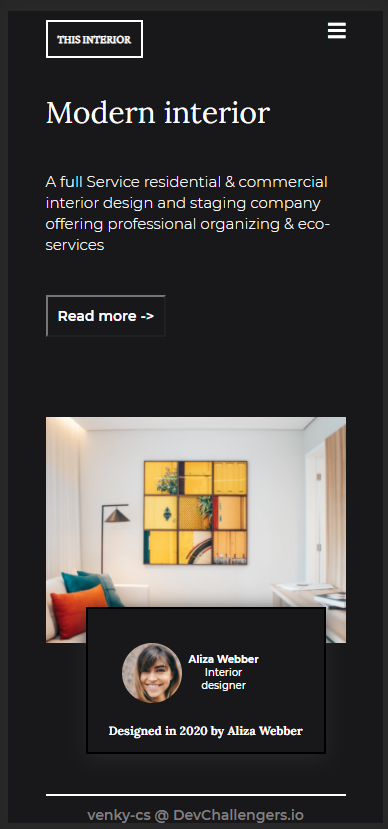 THIS INTERIOR
Modern interior
A full Service residential & commercial
interior design and staging company
offering professional organizing & eco-
services
Read more ->
Aliza Webber
Interior
designer
Designed in 2020 by Aliza Webber
venky-cs @ DevChallengers.io